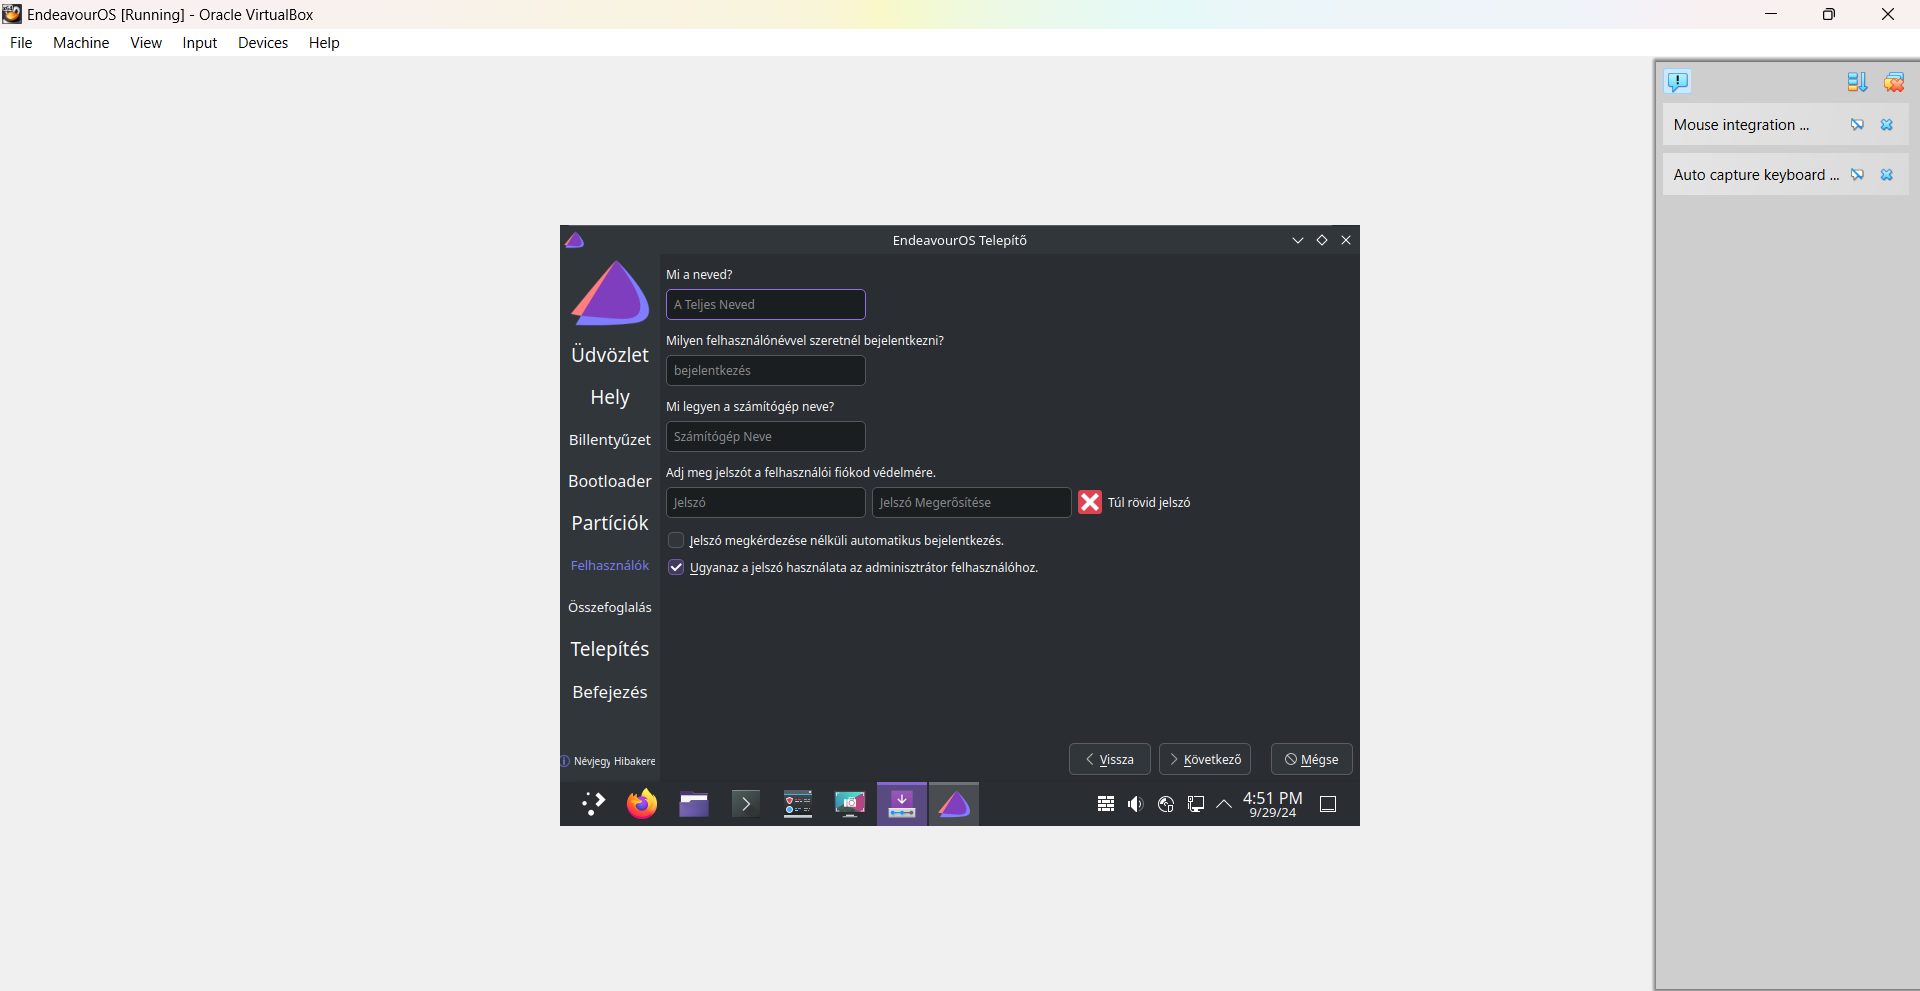 EndeavourOS [Running] - Oracle VirtualBox
File Machine View Input Devices Help
Mouse integration ...
Auto capture keyboard ...
EndeavourOS Telepítő
Üdvözlet
Hely
Billentyűzet
Bootloader
Partíciók
Felhasználók
Összefoglalás
Telepítés
Befejezés
Névjegy Hibakere
Mi a neved?
A Teljes Neved
Milyen felhasználónévvel szeretnél bejelentkezni?
bejelentkezés
Mi legyen a számítógép neve?
Számítógép Neve
Adj meg jelszót a felhasználói fiókod védelmére.
Jelszó Jelszó Megerősítése Túl rövid jelszó
Jelszó megkérdezése nélküli automatikus bejelentkezés.
Ugyanaz a jelszó használata az adminisztrátor felhasználóhoz.
Vissza Következő Mégse
4:51 PM
9/29/24